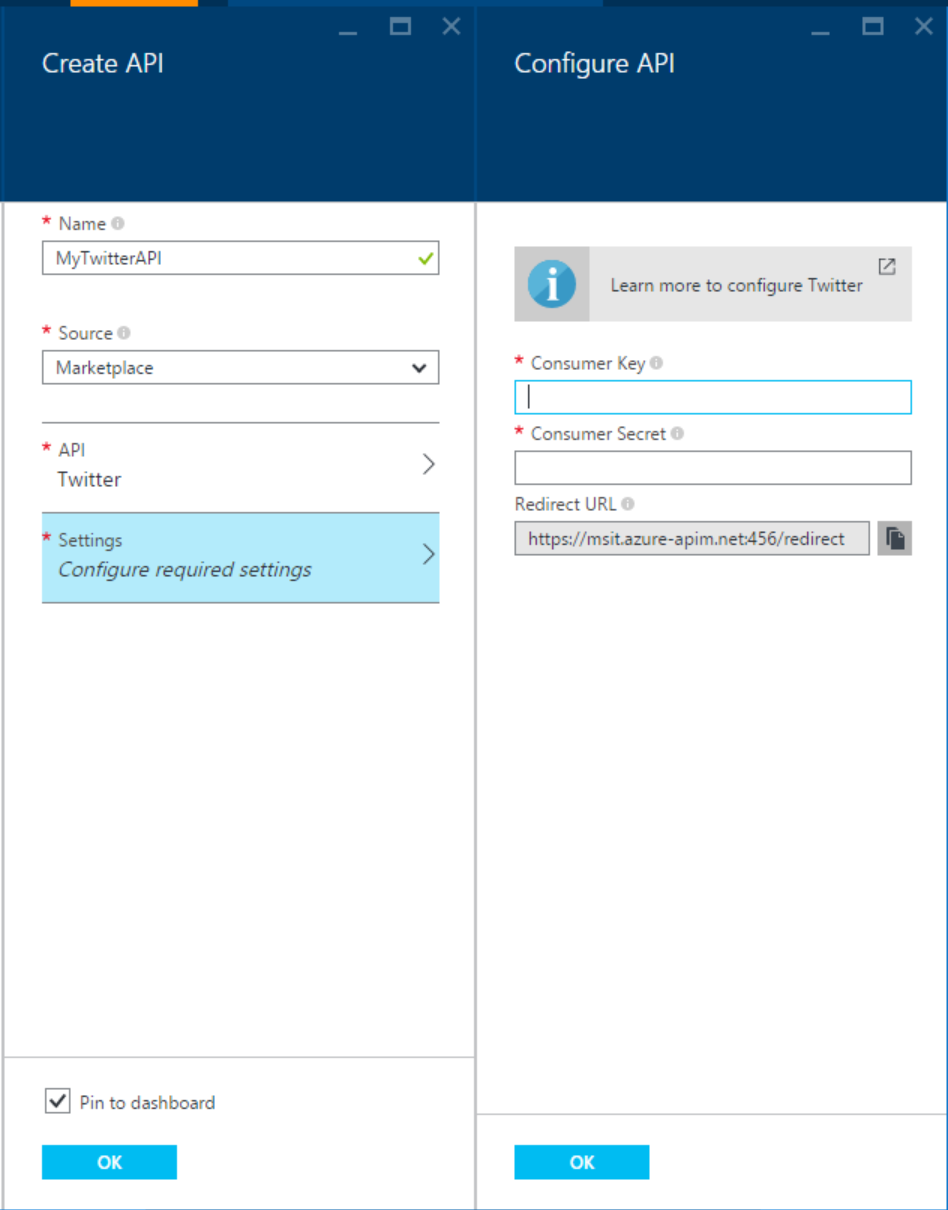 Create API
* Name
MyTwitterAPI
* Source
Marketplace
* API
Twitter
* Settings
Configure required settings
Pin to dashboard
OK
Configure API
Learn more to configure Twitter
* Consumer Key
* Consumer Secret
Redirect URL
https://msit.azure-apim.net:456/redirect
OK